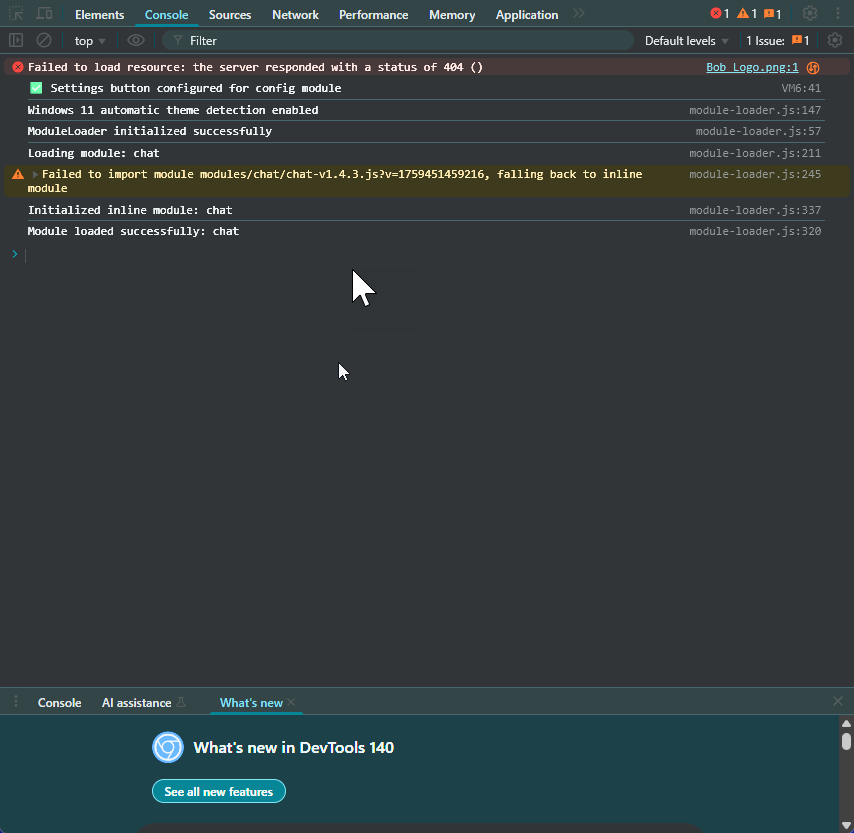 Elements Console Sources Network Performance Memory Application 1 1 1
top Filter Default levels 1 Issue: 1
Failed to load resource: the server responded with a status of 404 () Bob Logo.png:1
Settings button configured for config module VM6:41
Windows 11 automatic theme detection enabled module-loader.js:147
ModuleLoader initialized successfully module-loader.js:57
Loading module: chat module-loader.js:211
Failed to import module modules/chat/chat-v1.4.3.js?v=1759451459216, falling back to inline module-loader.js:245
module
Initialized inline module: chat module-loader.js:337
Module loaded successfully: chat module-loader.js:320
Console AI assistance What's new
What's new in DevTools 140
See all new features